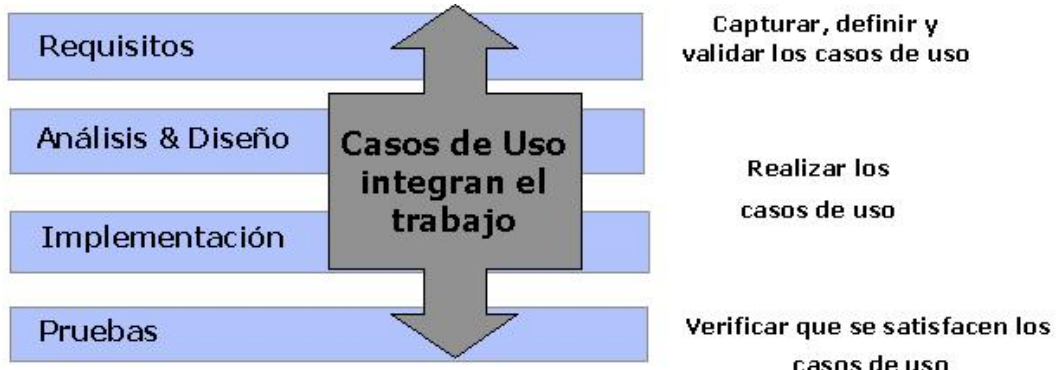 Requisitos
Capturar, definir y
validar los casos de uso
Análisis & Diseño
Casos de Uso
integran el
trabajo
Realizar los
casos de uso
Implementación
Pruebas
Verificar que se satisfacen los
casos de uso